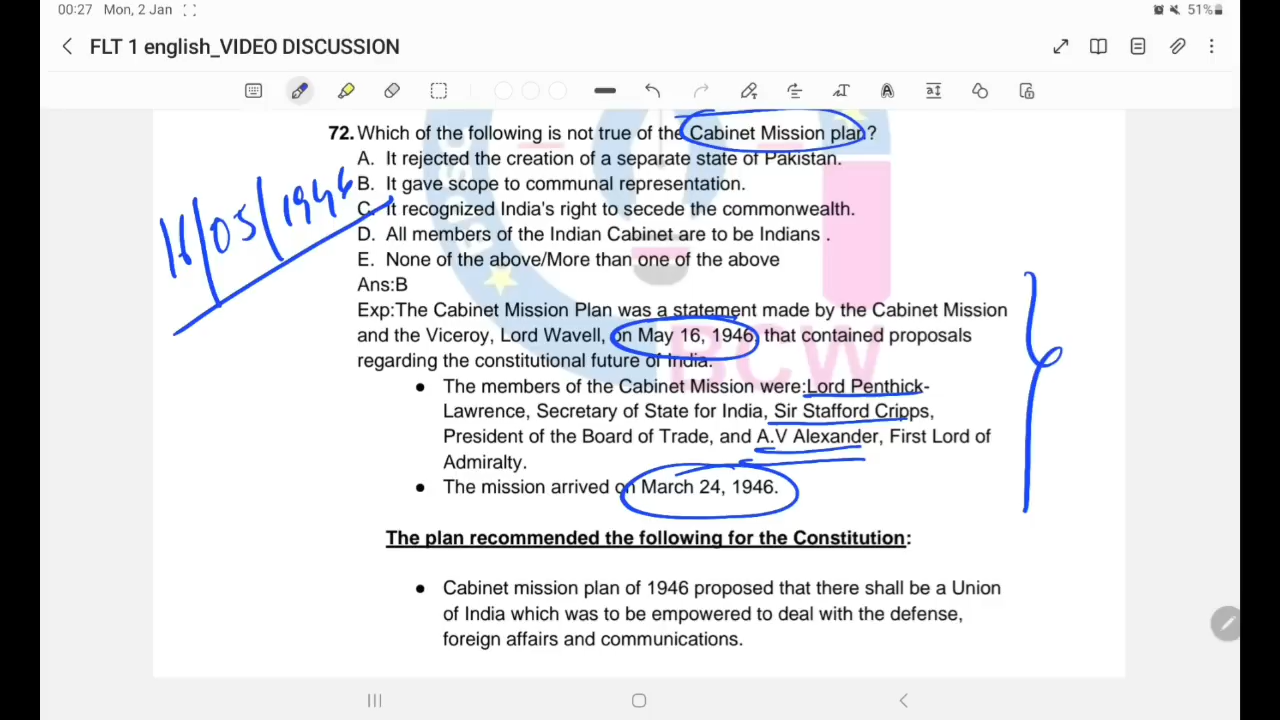 00:27 Mon, 2 Jan 51%
FLT 1 english_VIDEO DISCUSSION
72. Which of the following is not true of the Cabinet Mission plan?
A. It rejected the creation of a separate state of Pakistan.
B. It gave scope to communal representation.
C. It recognized India's right to secede the commonwealth.
D. All members of the Indian Cabinet are to be Indians .
E. None of the above/More than one of the above
16/05/1946
Ans:B
Exp:The Cabinet Mission Plan was a statement made by the Cabinet Mission
and the Viceroy, Lord Wavell, on May 16, 1946, that contained proposals
regarding the constitutional future of India.
● The members of the Cabinet Mission were:Lord Penthick-
Lawrence, Secretary of State for India, Sir Stafford Cripps,
President of the Board of Trade, and A.V Alexander, First Lord of
Admiralty.
● The mission arrived on March 24, 1946.
The plan recommended the following for the Constitution:
● Cabinet mission plan of 1946 proposed that there shall be a Union
of India which was to be empowered to deal with the defense,
foreign affairs and communications.
BCW